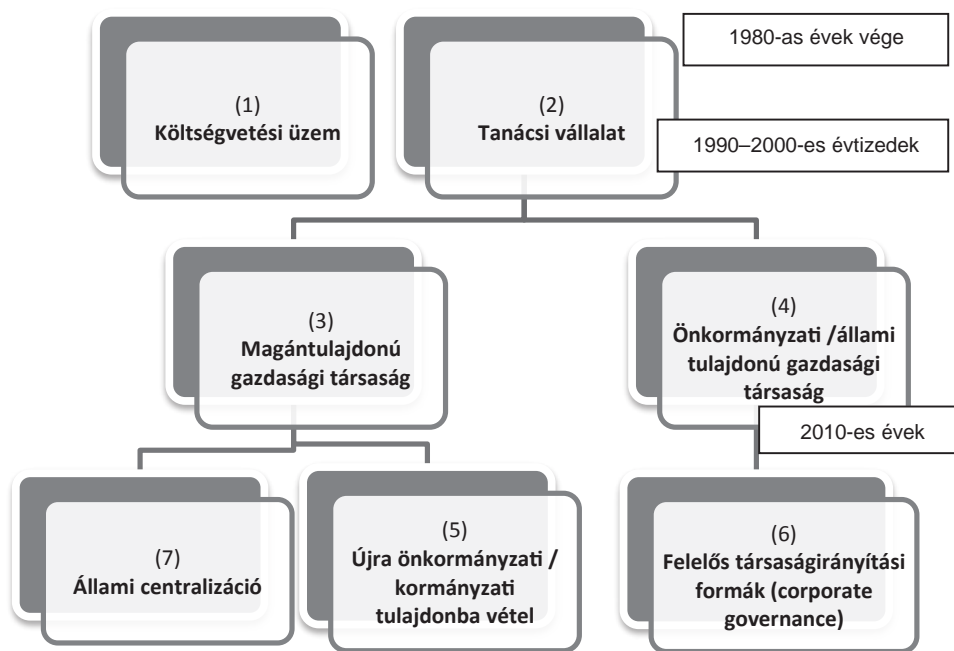 1980-as évek vége
(1)
Költségvetési üzem
(2)
Tanácsi vállalat
1990–2000-es évtizedek
(3)
Magántulajdonú
gazdasági társaság
(4)
Önkormányzati /állami
tulajdonú gazdasági
társaság
2010-es évek
(7)
Állami centralizáció
(5)
Újra önkormányzati /
kormányzati
tulajdonba vétel
(6)
Felelős társaságirányítási
formák (corporate
governance)